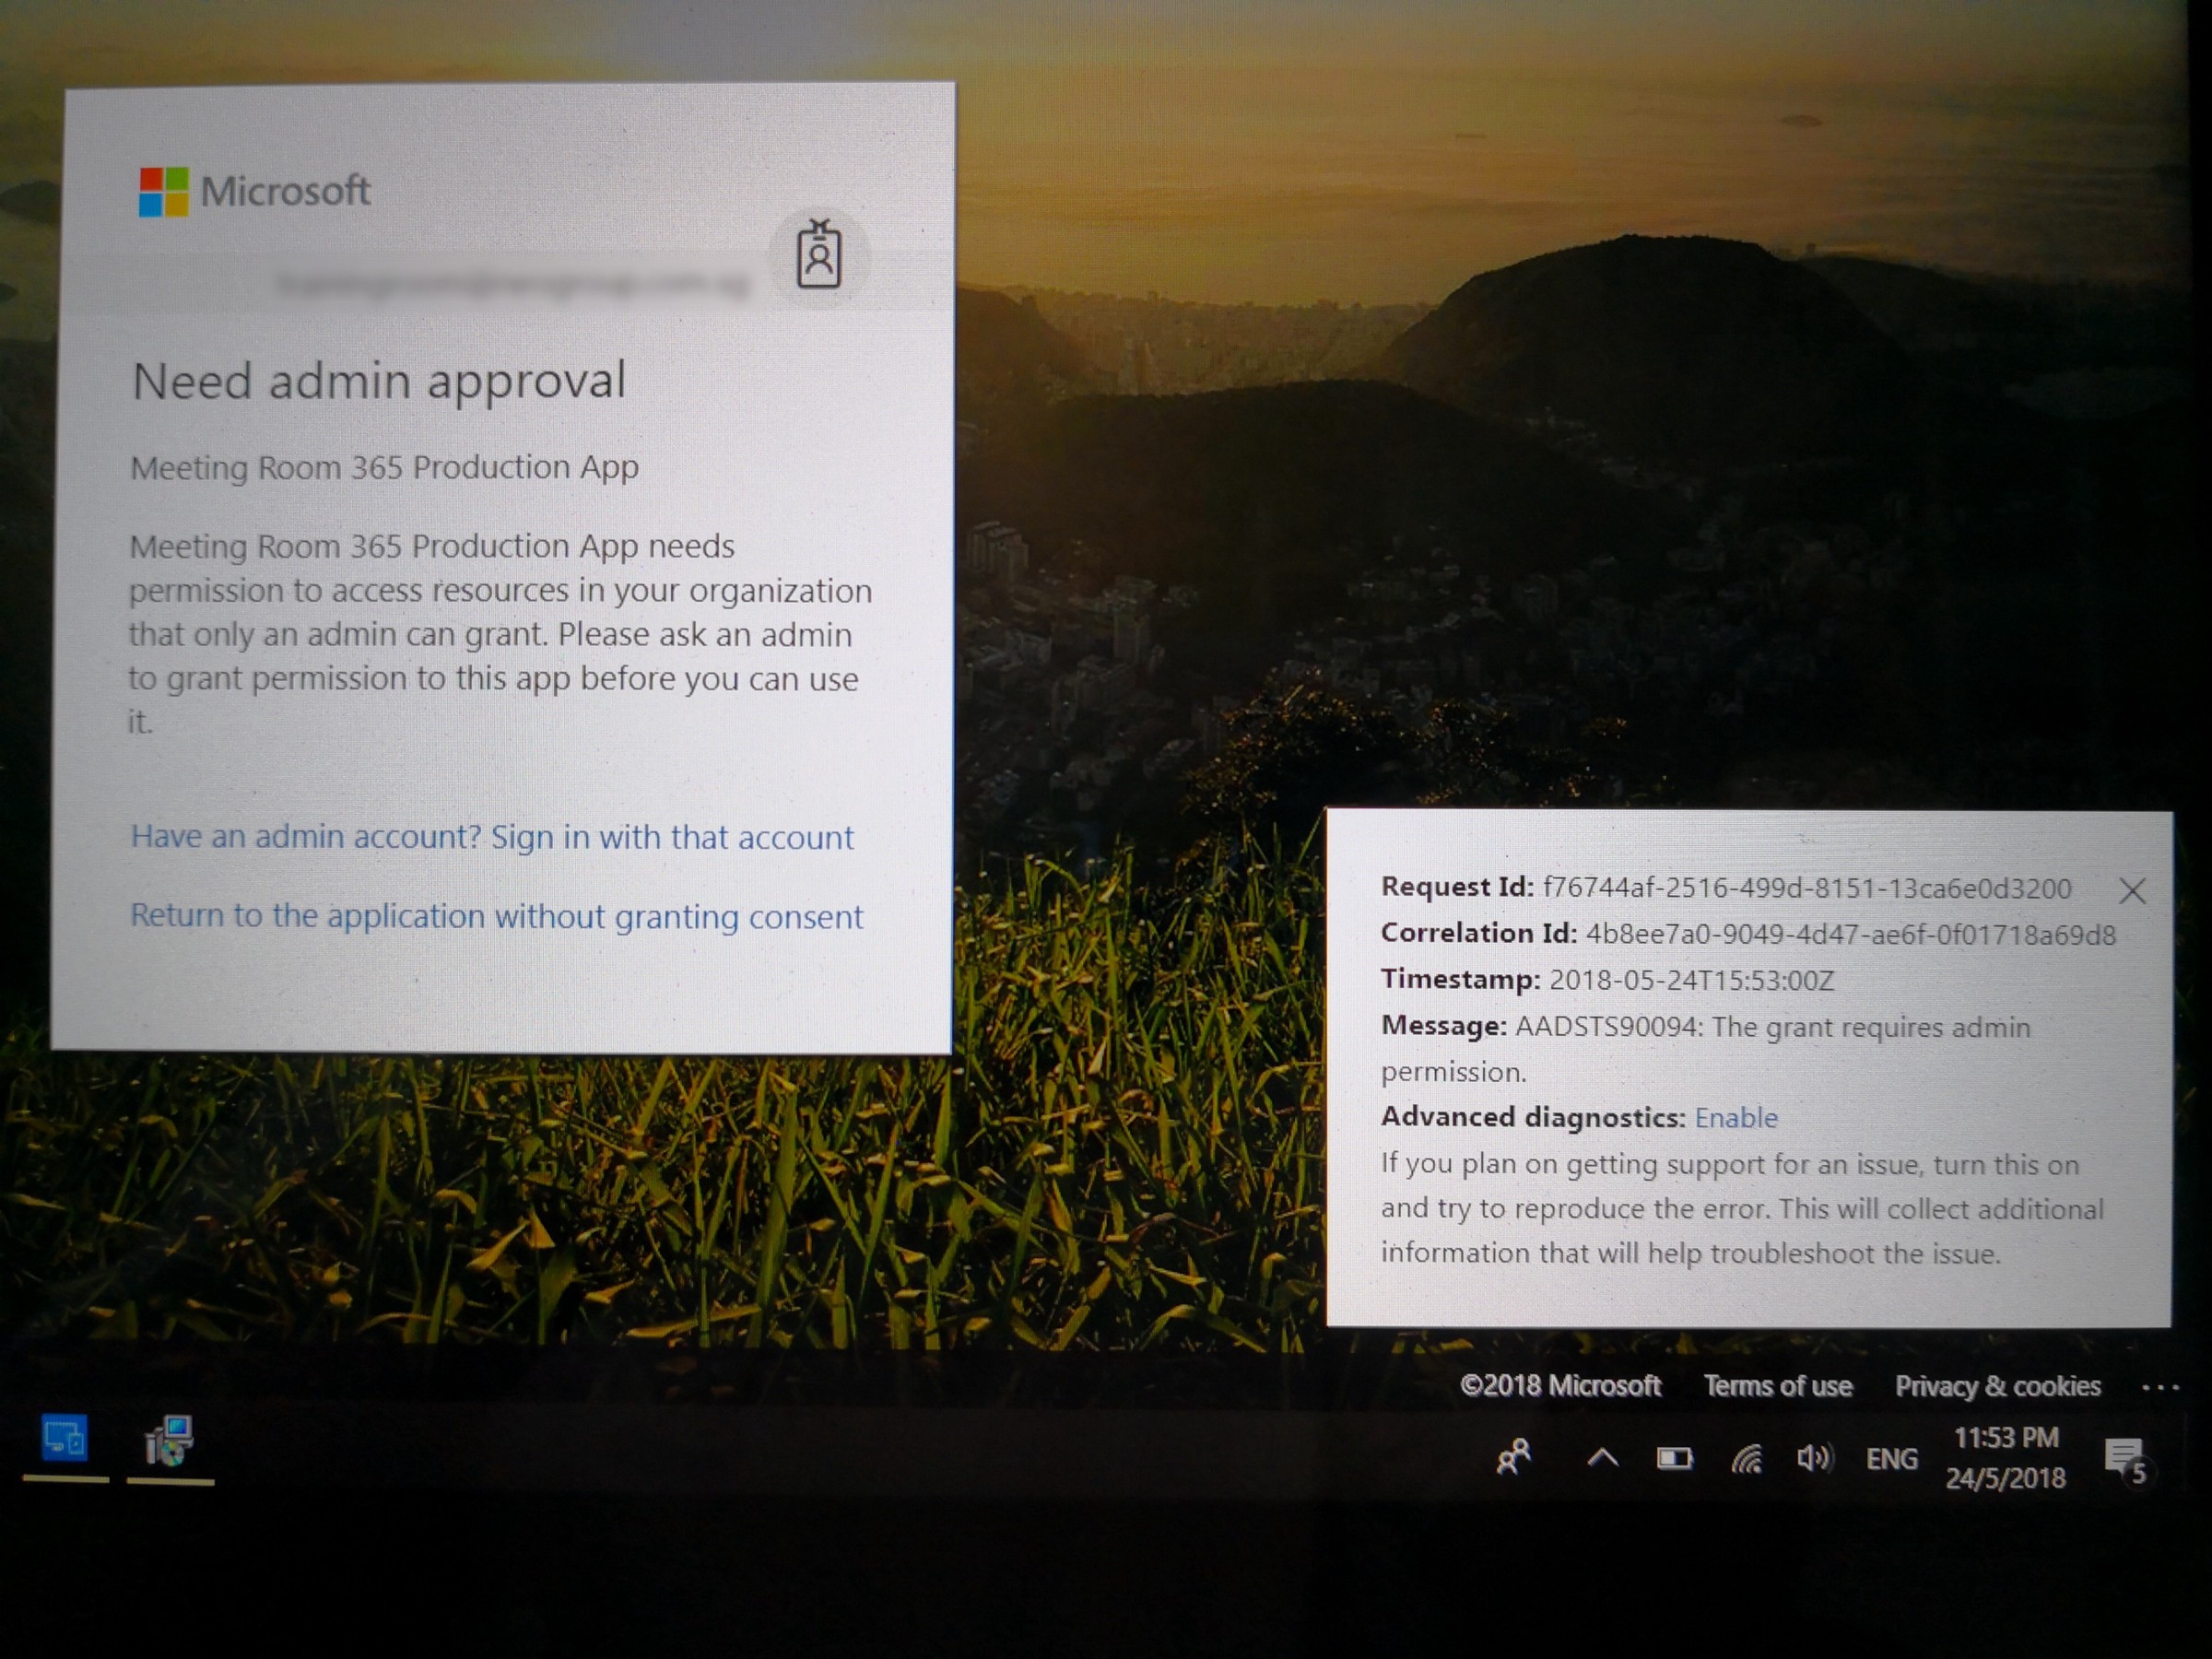 Microsoft
Need admin approval
Meeting Room 365 Production App
Meeting Room 365 Production App needs
permission to access resources in your organization
that only an admin can grant. Please ask an admin
to grant permission to this app before you can use
it.
Have an admin account? Sign in with that account
Return to the application without granting consent
Request Id: f76744af-2516-499d-8151-13ca6e0d3200
Correlation Id: 4b8ee7a0-9049-4d47-ae6f-0f01718a69d8
Timestamp: 2018-05-24T15:53:00Z
Message: AADSTS90094: The grant requires admin
permission.
Advanced diagnostics: Enable
If you plan on getting support for an issue, turn this on
and try to reproduce the error. This will collect additional
information that will help troubleshoot the issue.
©2018 Microsoft Terms of use Privacy & cookies ...
ENG
11:53 PM
24/5/2018
5